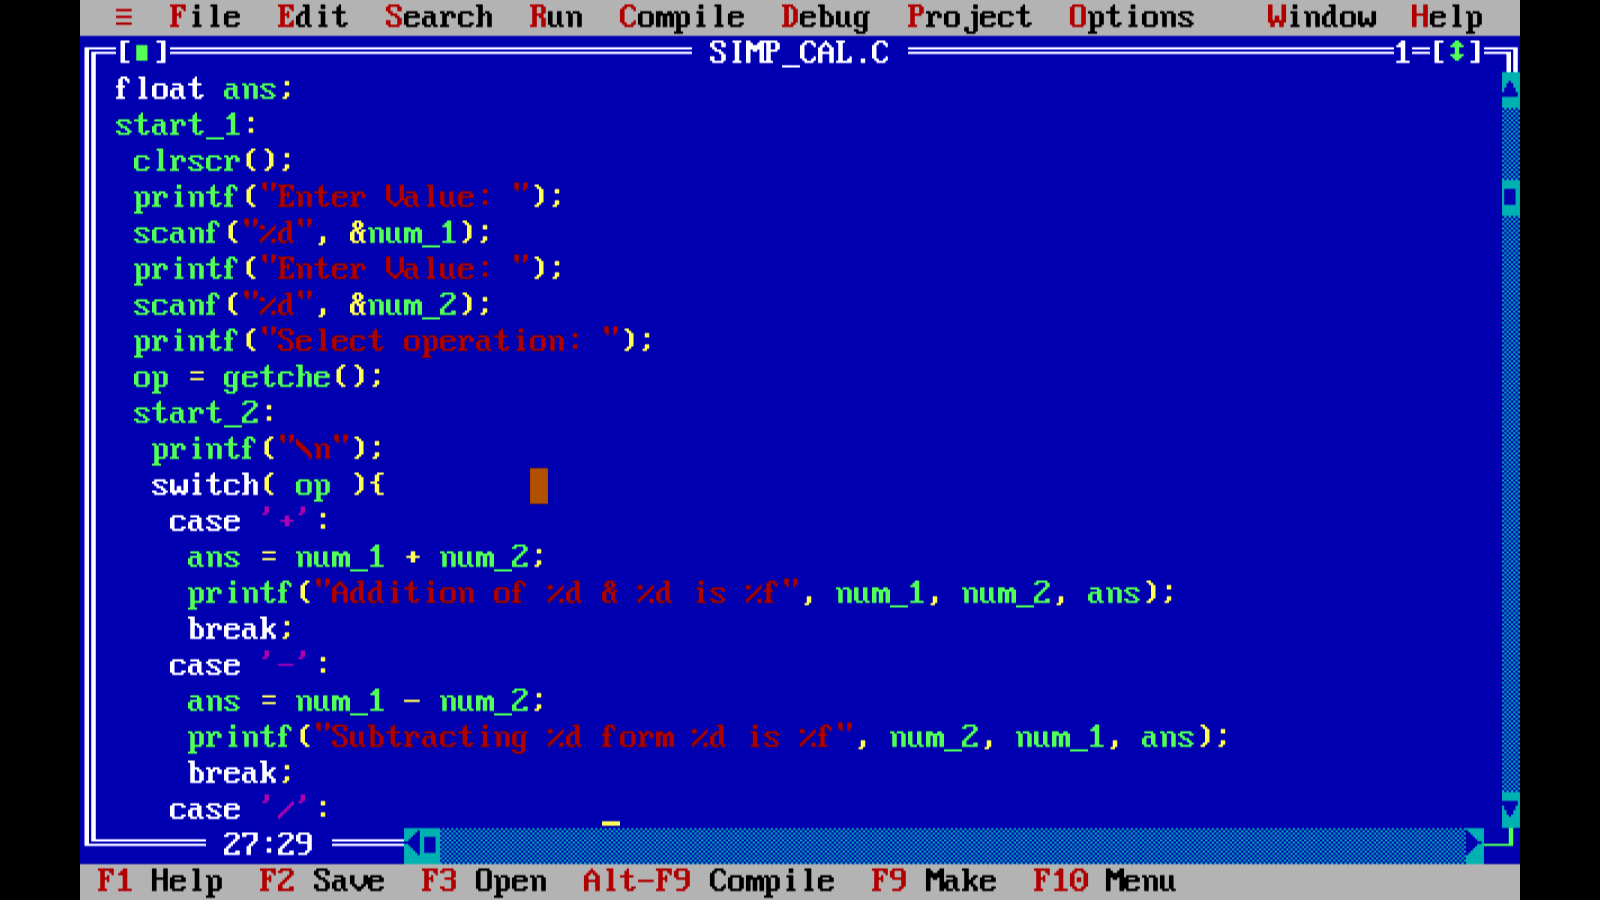 ≡ File Edit Search Run Compile Debug Project Options Window Help
[■] SIMP_CAL.C 1=[↕]
float ans;
start_1:
clrscr();
printf("Enter Value: ");
scanf("%d", &num_1);
printf("Enter Value: ");
scanf("%d", &num_2);
printf("Select operation: ");
op = getche();
start_2:
printf("\n");
switch( op ){
case '+':
ans = num_1 + num_2;
printf("Addition of %d & %d is %f", num_1, num_2, ans);
break;
case '-':
ans = num_1 - num_2;
printf("Subtracting %d form %d is %f", num_2, num_1, ans);
break;
case '/':
27:29
F1 Help F2 Save F3 Open Alt-F9 Compile F9 Make F10 Menu